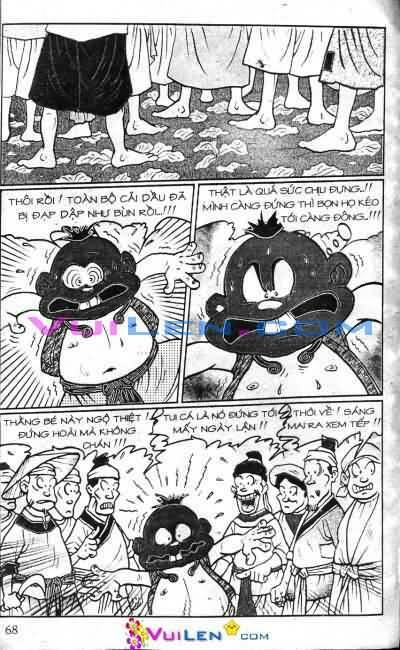 THÔI RỒI ! TOÀN BỘ CẢI DẦU ĐÃ
BỊ ĐẠP DẬP NHƯ BÙN RỒI...!!!
THẬT LÀ QUÁ SỨC CHỊU ĐỰNG..!!
MÌNH CÀNG ĐỨNG THÌ BỌN HỌ KÉO
TỚI CÀNG ĐÔNG...!!!
VUILEN.COM
THẰNG BÉ NÀY NGỘ THIỆT !
ĐỨNG HOÀI MÀ KHÔNG
CHÁN !!!
TUI CÁ LÀ NÓ ĐỨNG TỚI
MẤY NGÀY LẬN !!
THÔI VỀ ! SÁNG
MAI RA XEM TIẾP !
68
VUILEN.COM